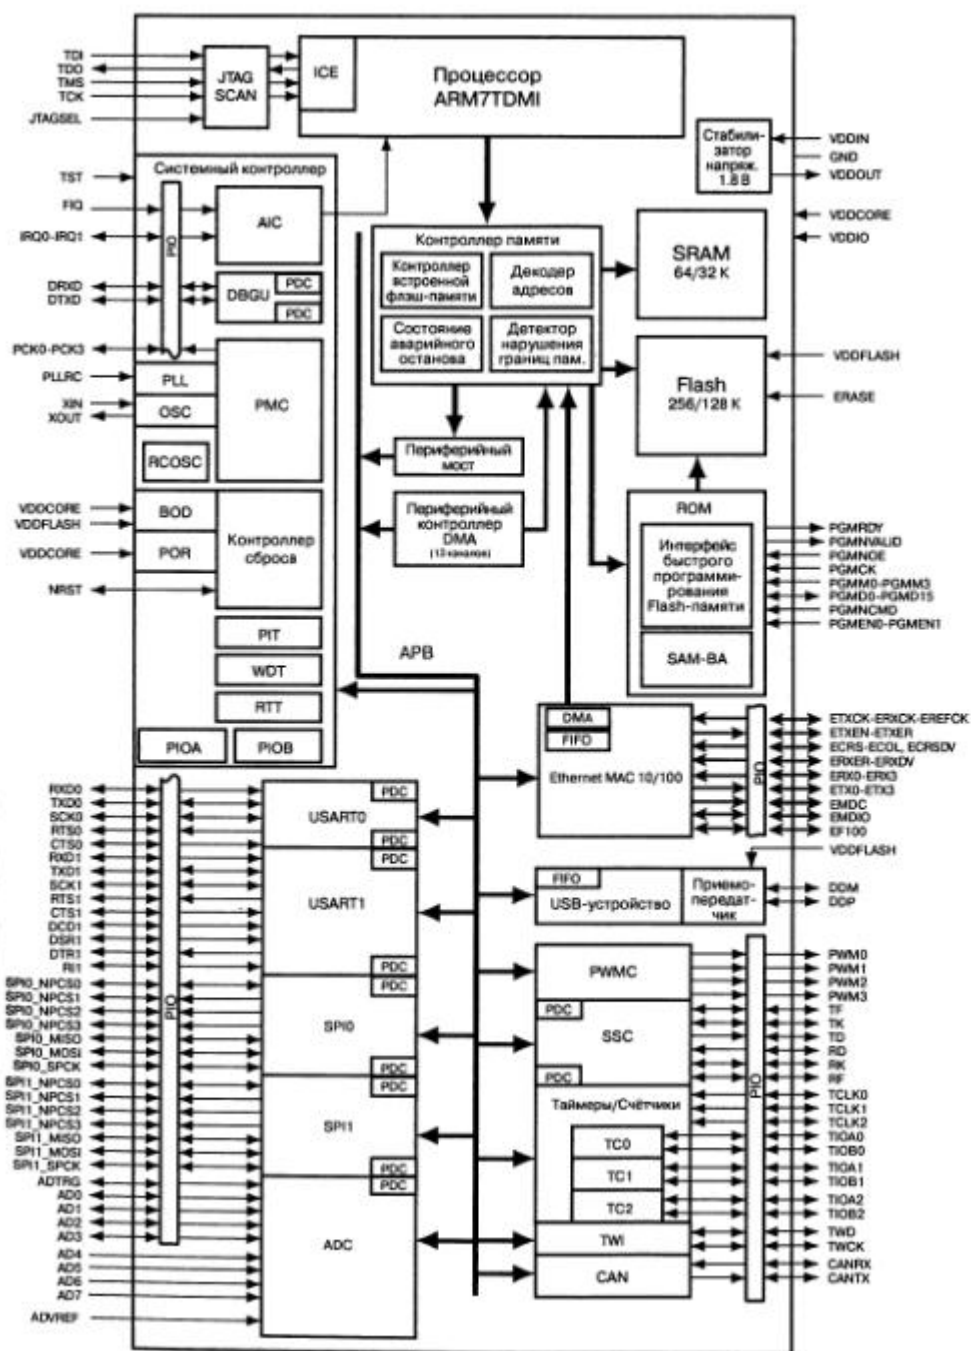 TDI
TDO
TMS
TCK
JTAGSEL
JTAG
SCAN
ICE
Процессор
ARM7TDMI
Стабили-
затор
напряж.
1.8 В
VDDIN
GND
VDDOUT
VDDCORE
VDDIO
Системный контроллер
TST
FIQ
IRQ0-IRQ1
PIO
AIC
DRXD
DTXD
DBGU
PDC
PDC
PCK0-PCK3
PLLRC
XIN
XOUT
PLL
OSC
RCOSC
PMC
VDDCORE
VDDFLASH
VDDCORE
NRST
BOD
POR
Контроллер
сброса
PIT
WDT
RTT
PIOA
PIOB
Контроллер памяти
Контроллер
встроенной
флэш-памяти
Декодер
адресов
Состояние
аварийного
останова
Детектор
нарушения
границ пам.
Периферийный
мост
Периферийный
контроллер
DMA
(13 каналов)
APB
SRAM
64/32 K
Flash
256/128 K
VDDFLASH
ERASE
ROM
Интерфейс
быстрого
программи-
рования
Flash-памяти
SAM-BA
PGMRDY
PGMNVALID
PGMNOE
PGMCK
PGMM0-PGMM3
PGMD0-PGMD15
PGMNCMD
PGMEN0-PGMEN1
DMA
FIFO
Ethernet MAC 10/100
PIO
ETXCK-ERXCK-EREFCK
ETXEN-ETXER
ECRS-ECOL, ECRSDV
ERXER-ERXDV
ERX0-ERX3
ETX0-ETX3
EMDC
EMDIO
EF100
VDDFLASH
FIFO
USB-устройство
Приемо-
передат-
чик
DDM
DDP
RXD0
TXD0
SCK0
RTS0
CTS0
RXD1
TXD1
SCK1
RTS1
CTS1
DCD1
DSR1
DTR1
RI1
SPI0_NPCS0
SPI0_NPCS1
SPI0_NPCS2
SPI0_NPCS3
SPI0_MISO
SPI0_MOSI
SPI0_SPCK
SPI1_NPCS0
SPI1_NPCS1
SPI1_NPCS2
SPI1_NPCS3
SPI1_MISO
SPI1_MOSI
SPI1_SPCK
ADTRG
AD0
AD1
AD2
AD3
AD4
AD5
AD6
AD7
ADVREF
PIO
PDC
USART0
PDC
PDC
USART1
PDC
PDC
SPI0
PDC
PDC
SPI1
PDC
PDC
ADC
PWMC
PDC
SSC
PDC
Таймеры/Счётчики
TC0
TC1
TC2
TWI
CAN
PIO
PWM0
PWM1
PWM2
PWM3
TF
TK
TD
RD
RK
RF
TCLK0
TCLK1
TCLK2
TIOA0
TIOB0
TIOA1
TIOB1
TIOA2
TIOB2
TWD
TWCK
CANRX
CANTX